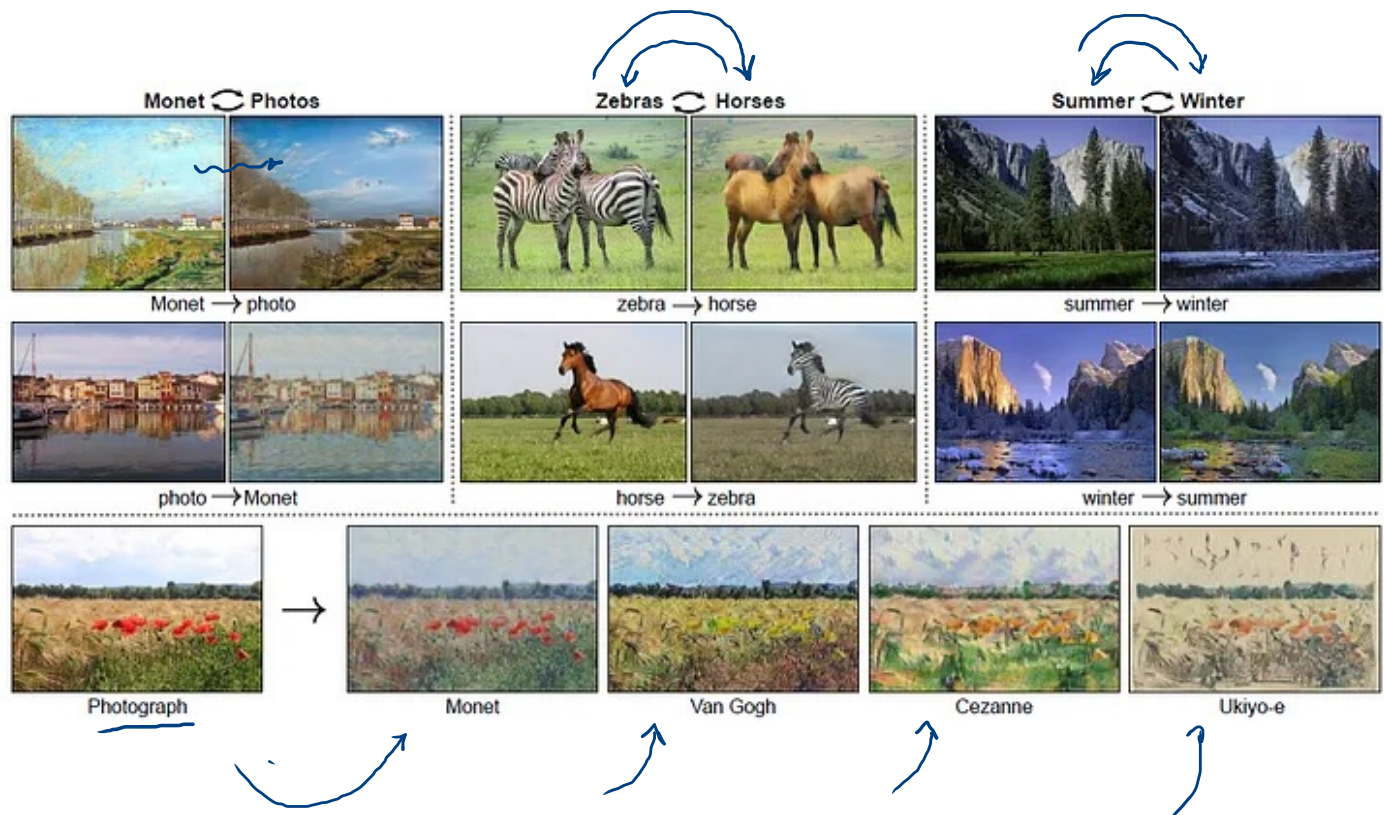 Monet ⇄ Photos
Zebras ⇄ Horses
Summer ⇄ Winter
Monet → photo
zebra → horse
summer → winter
photo → Monet
horse → zebra
winter → summer
Photograph
Monet
Van Gogh
Cezanne
Ukiyo-e